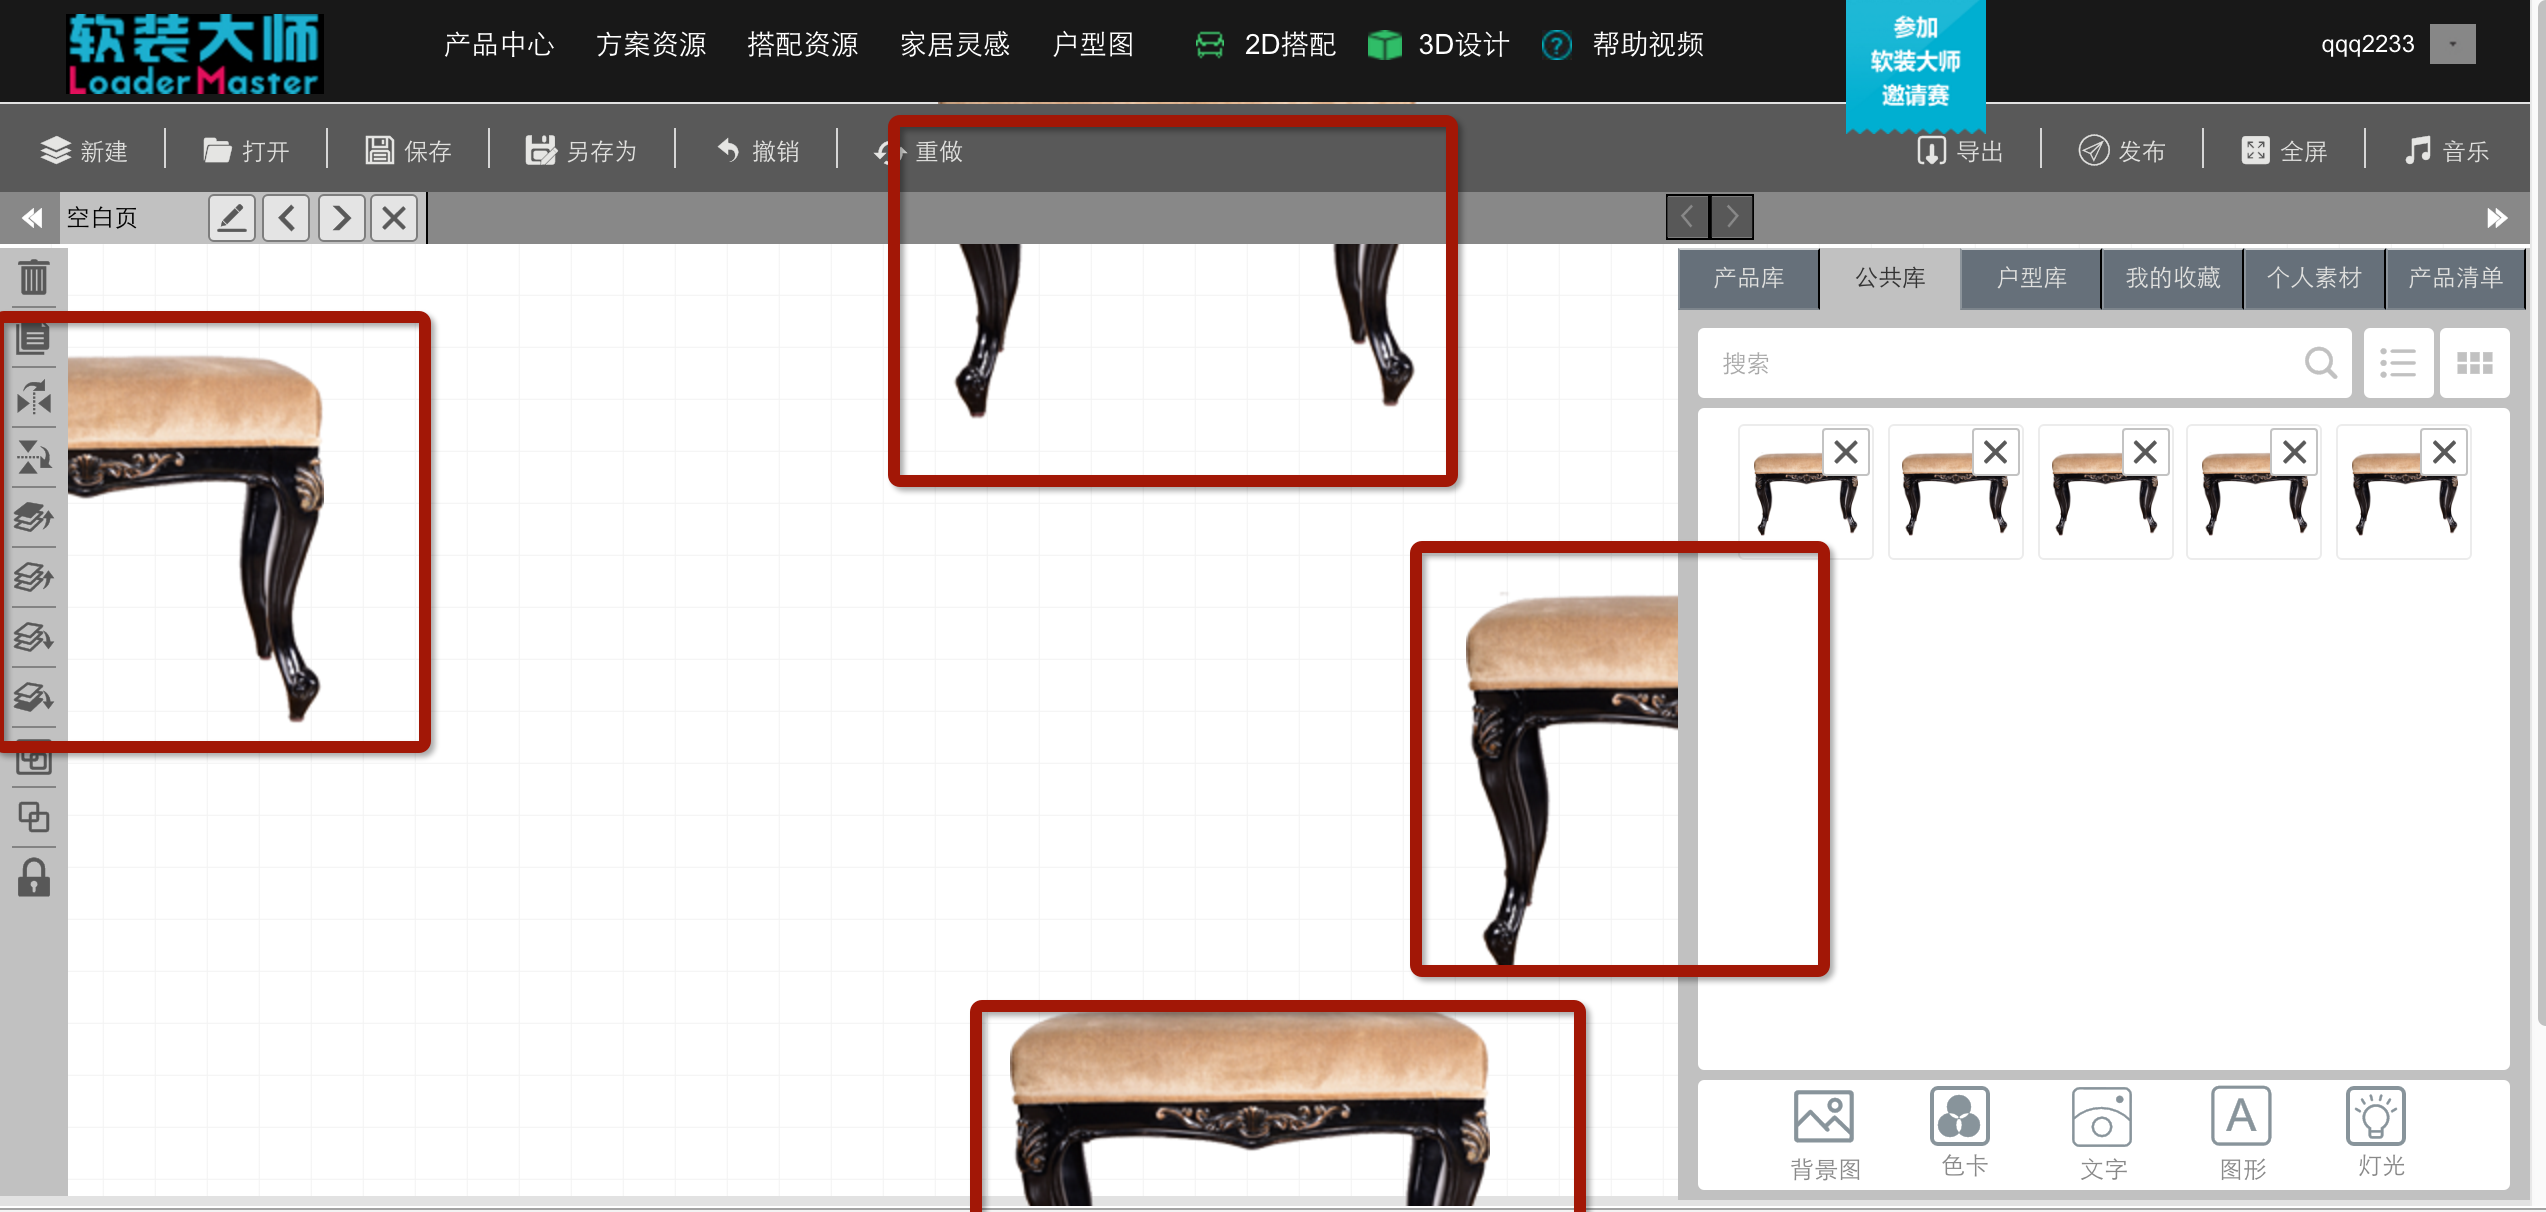 软装大师
Loader Master
产品中心
方案资源
搭配资源
家居灵感
户型图
2D搭配
3D设计
帮助视频
参加
软装大师
邀请赛
qqq2233
新建
打开
保存
另存为
撤销
重做
导出
发布
全屏
音乐
空白页
产品库
公共库
户型库
我的收藏
个人素材
产品清单
搜索
背景图
色卡
文字
图形
灯光